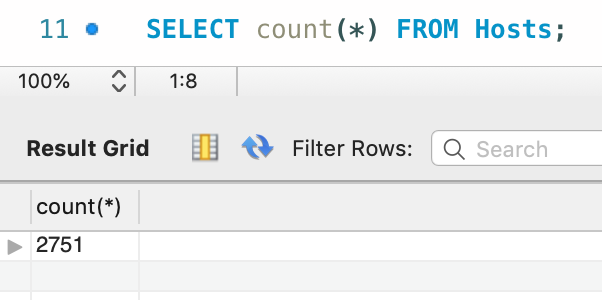 11 SELECT count(*) FROM Hosts;
100% 1:8
Result Grid Filter Rows: Search
count(*)
2751